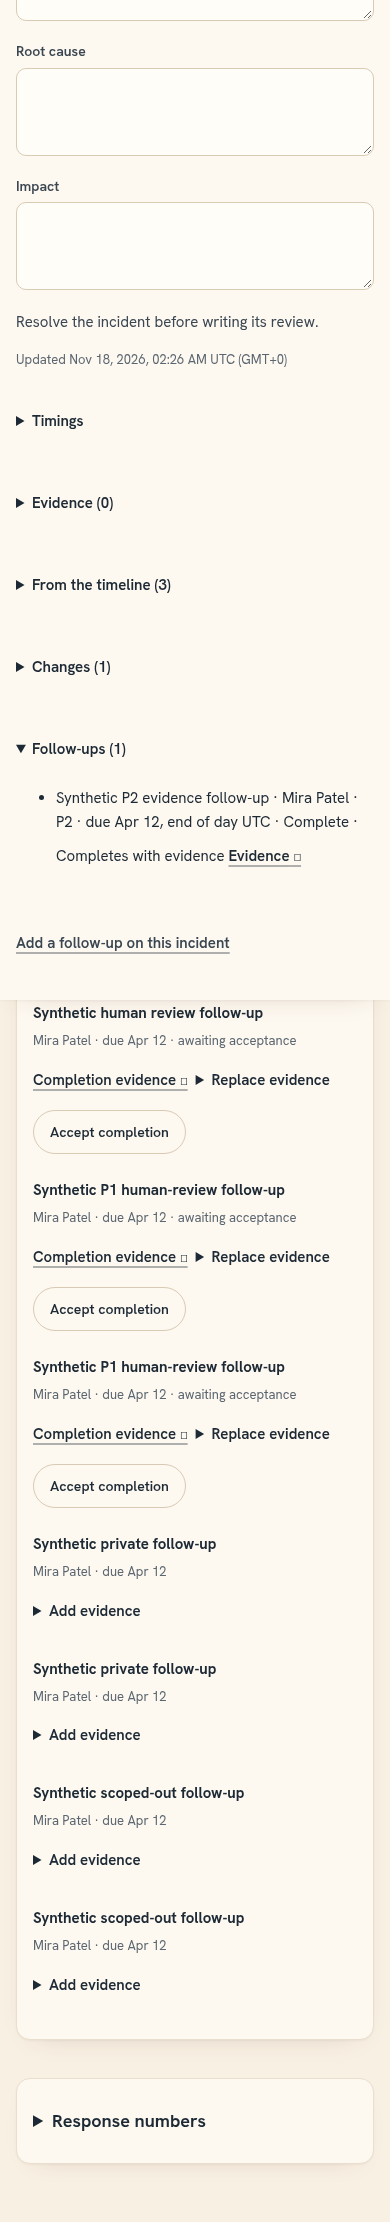 Root cause
Impact
Resolve the incident before writing its review.
Updated Nov 18, 2026, 02:26 AM UTC (GMT+0)
Timings
Evidence (0)
From the timeline (3)
Changes (1)
Follow-ups (1)
Synthetic P2 evidence follow-up · Mira Patel ·
P2 · due Apr 12, end of day UTC · Complete ·
Completes with evidence Evidence
Add a follow-up on this incident
Synthetic human review follow-up
Mira Patel · due Apr 12 · awaiting acceptance
Completion evidence Replace evidence
Accept completion
Synthetic P1 human-review follow-up
Mira Patel · due Apr 12 · awaiting acceptance
Completion evidence Replace evidence
Accept completion
Synthetic P1 human-review follow-up
Mira Patel · due Apr 12 · awaiting acceptance
Completion evidence Replace evidence
Accept completion
Synthetic private follow-up
Mira Patel · due Apr 12
Add evidence
Synthetic private follow-up
Mira Patel · due Apr 12
Add evidence
Synthetic scoped-out follow-up
Mira Patel · due Apr 12
Add evidence
Synthetic scoped-out follow-up
Mira Patel · due Apr 12
Add evidence
Response numbers